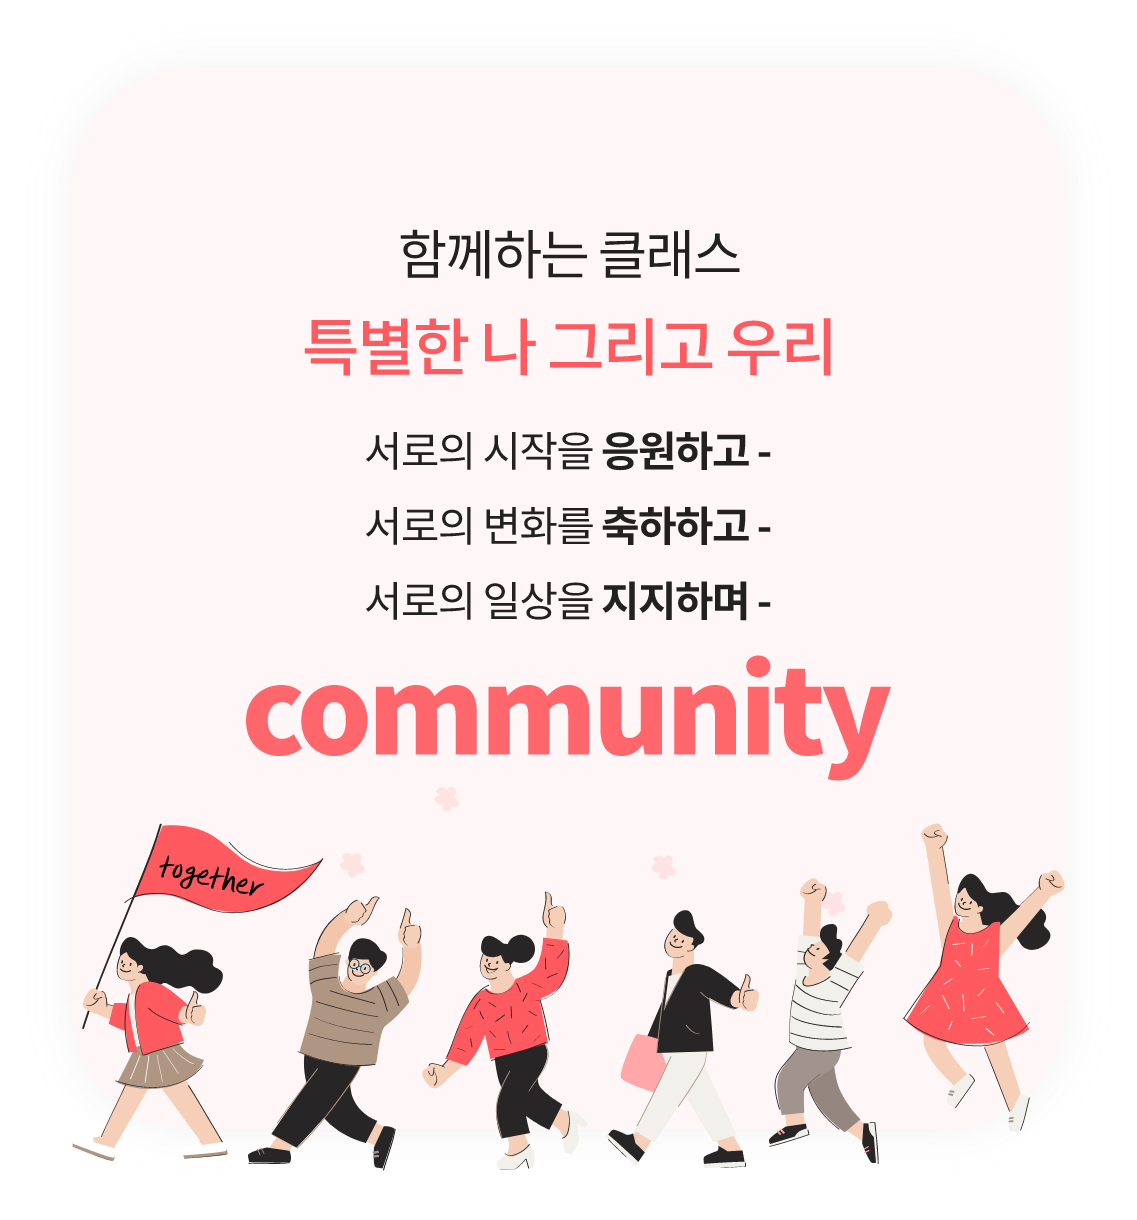 함께하는 클래스
특별한 나 그리고 우리
서로의 시작을 응원하고 -
서로의 변화를 축하하고 -
서로의 일상을 지지하며 -
community
together